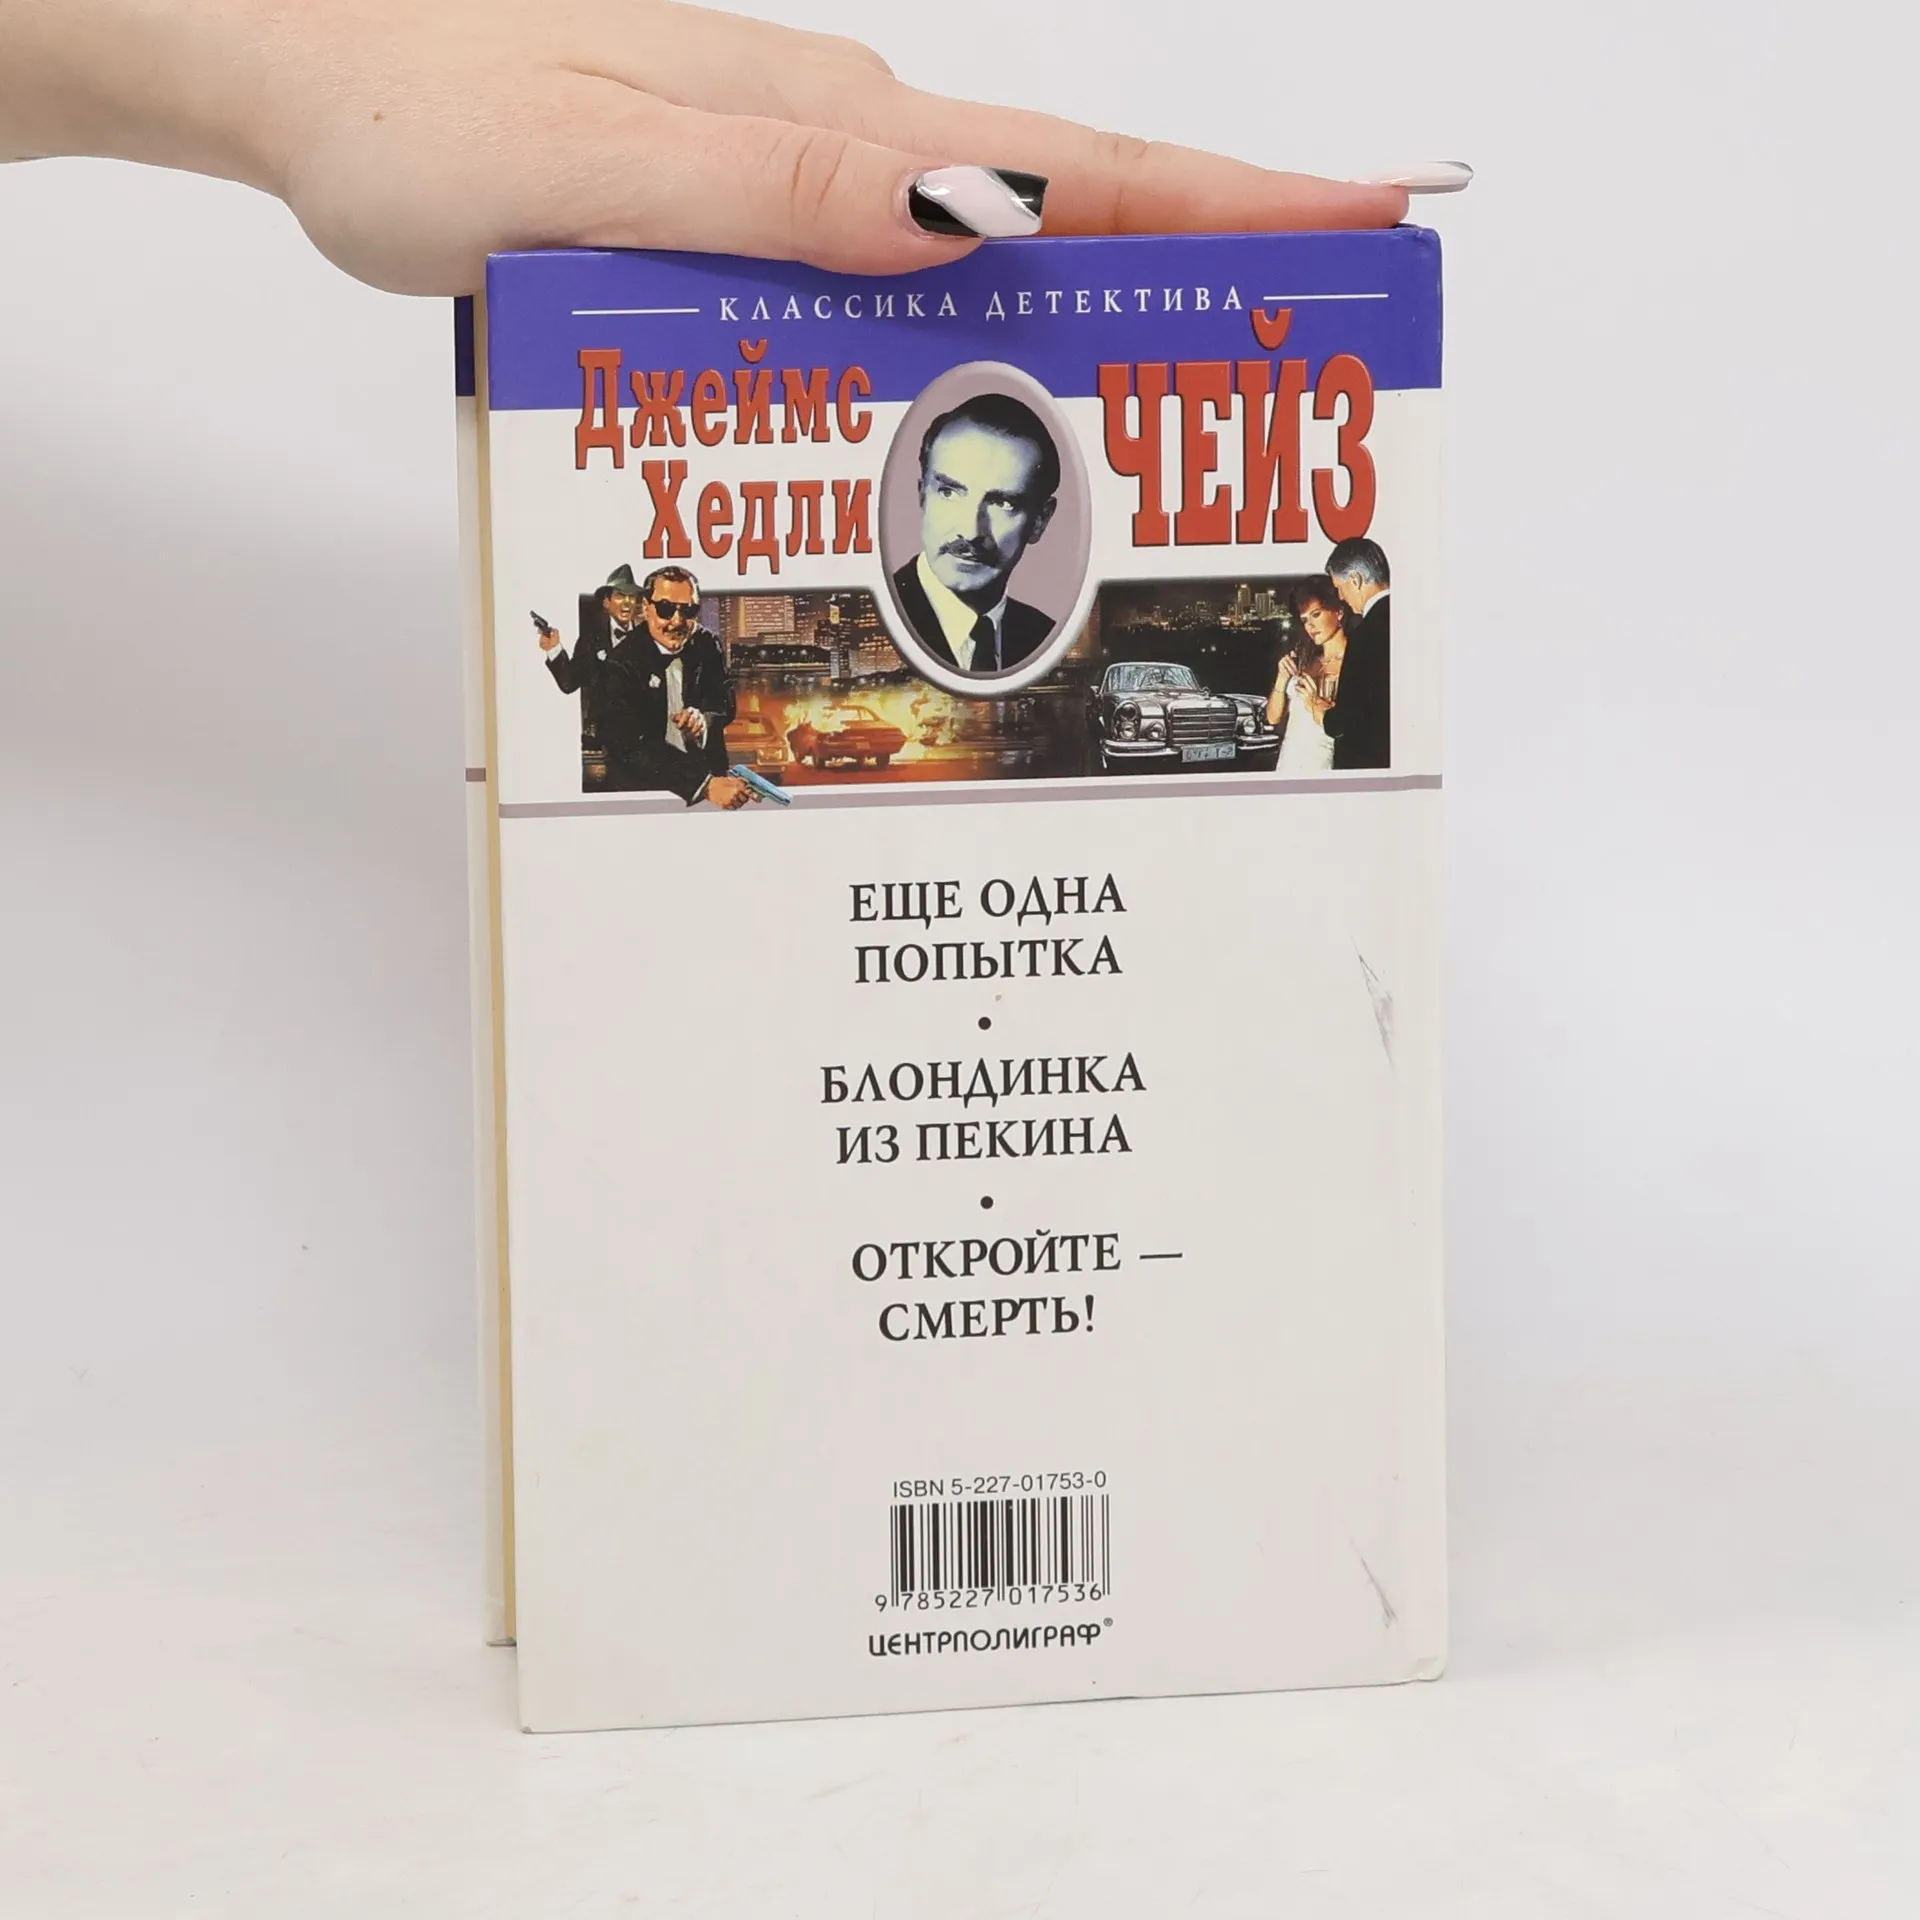 КЛАССИКА ДЕТЕКТИВА
Джеймс
Хедли
ЧЕЙЗ
ЕЩЕ ОДНА
ПОПЫТКА
•
БЛОНДИНКА
ИЗ ПЕКИНА
•
ОТКРОЙТЕ —
СМЕРТЬ!
ISBN 5-227-01753-0
9 785227 017536
ЦЕНТРПОЛИГРАФ®